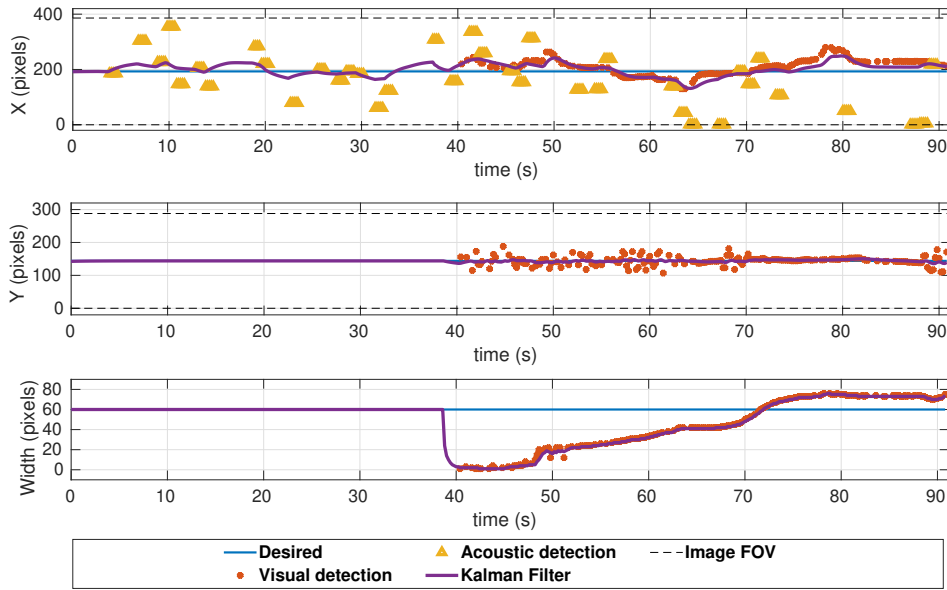 400
200
0
X (pixels)
0 10 20 30 40 50 60 70 80 90
time (s)
300
200
100
0
Y (pixels)
0 10 20 30 40 50 60 70 80 90
time (s)
80
60
40
20
0
Width (pixels)
0 10 20 30 40 50 60 70 80 90
time (s)
Desired Acoustic detection Image FOV
Visual detection Kalman Filter